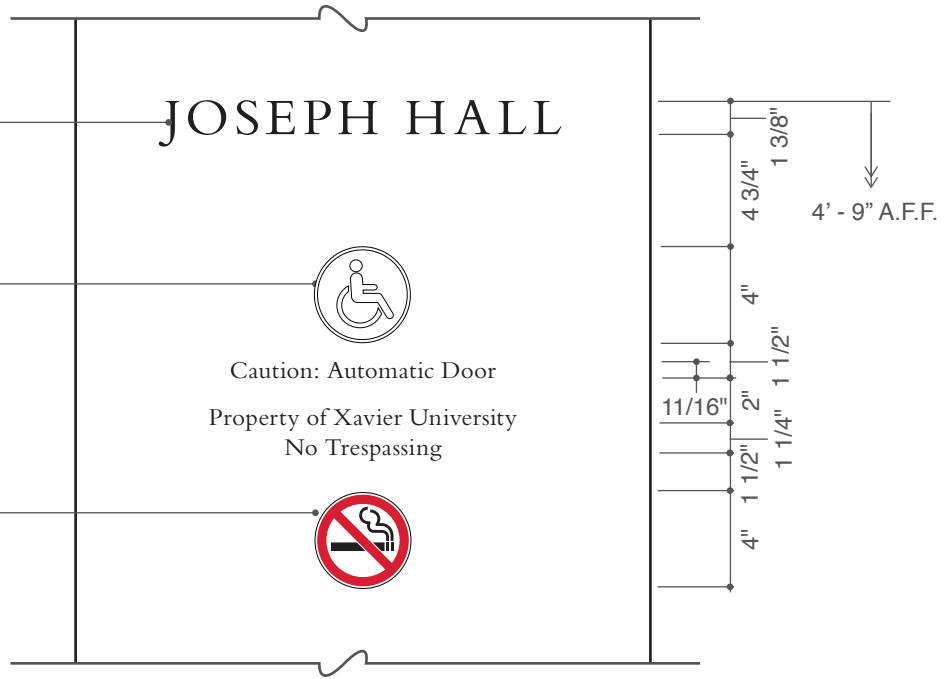 JOSEPH HALL
1 3/8"
4 3/4"
4’ - 9” A.F.F.
4"
1 1/2"
Caution: Automatic Door
11/16"
2"
Property of Xavier University
1 1/4"
No Trespassing
1 1/2"
4"